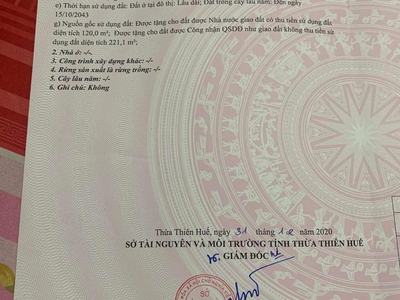 e) Thời hạn sử dụng đất: Đất ở tại đô thị: Lâu dài; Đất trồng cây lâu năm: Đến ngày
15/10/2043
g) Nguồn gốc sử dụng đất: Được tặng cho đất được Nhà nước giao đất có thu tiền sử dụng đất
diện tích 120,0 m²; Được tặng cho đất được Công nhận QSDĐ như giao đất không thu tiền sử
dụng đất diện tích 221,1 m².
2. Nhà ở: -/-
3. Công trình xây dựng khác: -/-
4. Rừng sản xuất là rừng trồng: -/-
5. Cây lâu năm: -/-
6. Ghi chú: Không
Thừa Thiên Huế, ngày 31 tháng 12 năm 2020
SỞ TÀI NGUYÊN VÀ MÔI TRƯỜNG TỈNH THỪA THIÊN HUẾ
GIÁM ĐỐC
SỞ